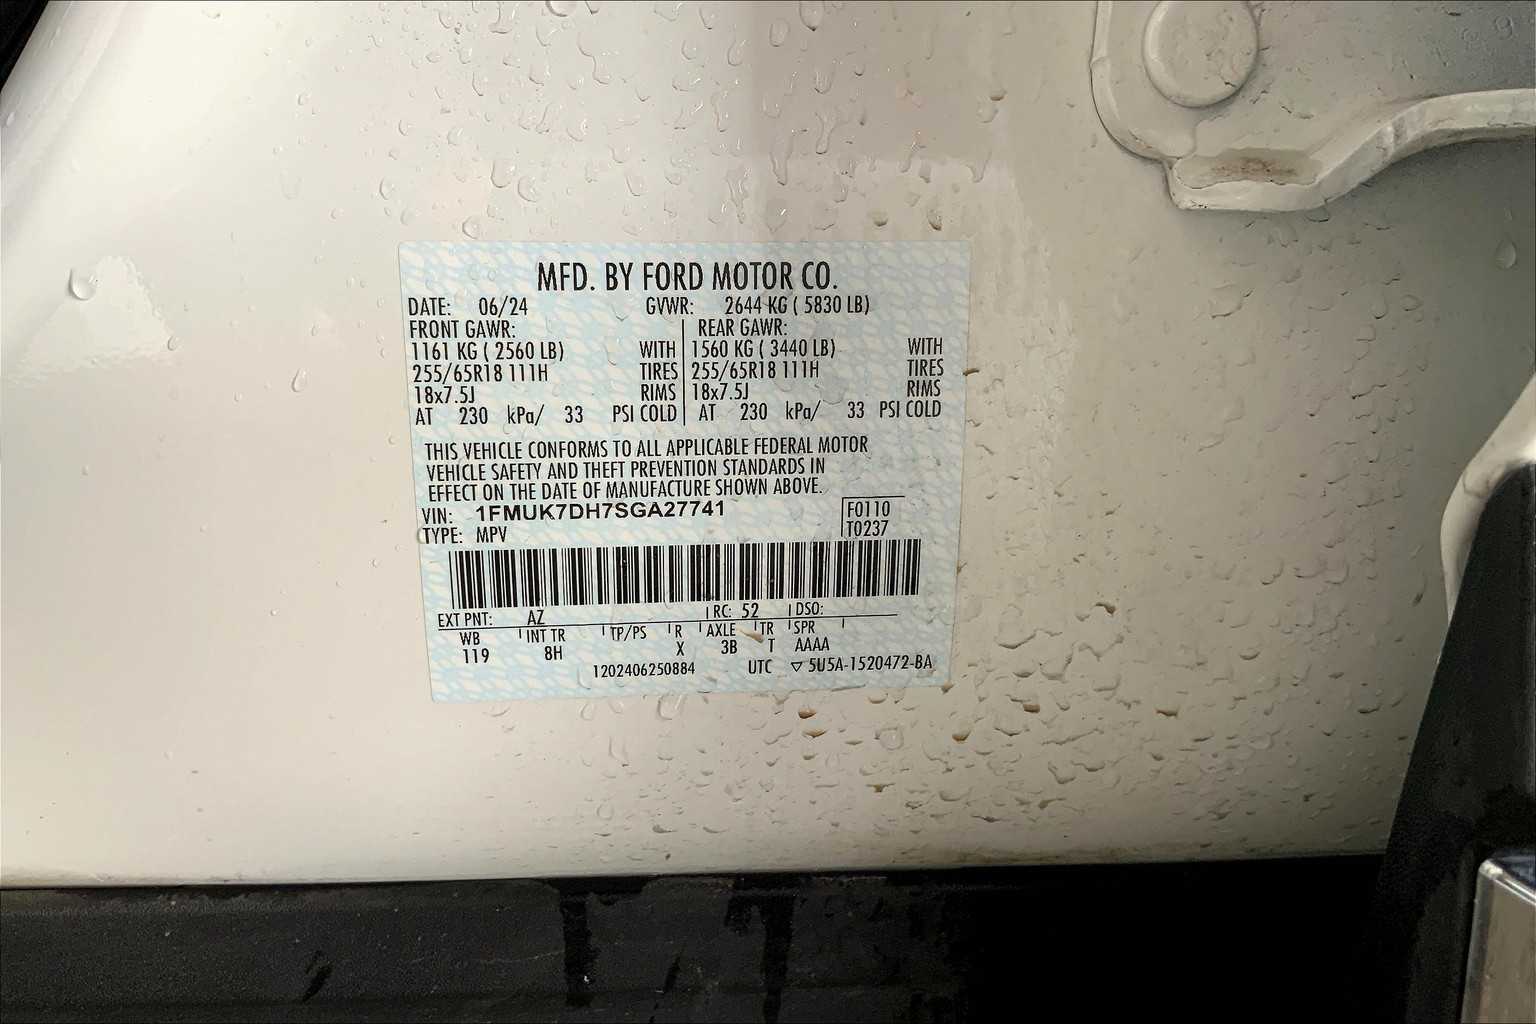 MFD. BY FORD MOTOR CO.
DATE: 06/24 GVWR: 2644 KG ( 5830 LB)
FRONT GAWR: REAR GAWR:
1161 KG ( 2560 LB) WITH 1560 KG ( 3440 LB) WITH
255/65R18 111H TIRES 255/65R18 111H TIRES
18x7.5J RIMS 18x7.5J RIMS
AT 230 kPa/ 33 PSI COLD AT 230 kPa/ 33 PSI COLD
THIS VEHICLE CONFORMS TO ALL APPLICABLE FEDERAL MOTOR
VEHICLE SAFETY AND THEFT PREVENTION STANDARDS IN
EFFECT ON THE DATE OF MANUFACTURE SHOWN ABOVE.
VIN: 1FMUK7DH7SGA27741 F0110
TYPE: MPV T0237
EXT PNT: AZ RC: 52 DSO:
WB INT TR TP/PS R AXLE TR SPR
119 8H X 3B T AAAA
1202406250884 UTC ▽ 5U5A-1520472-BA